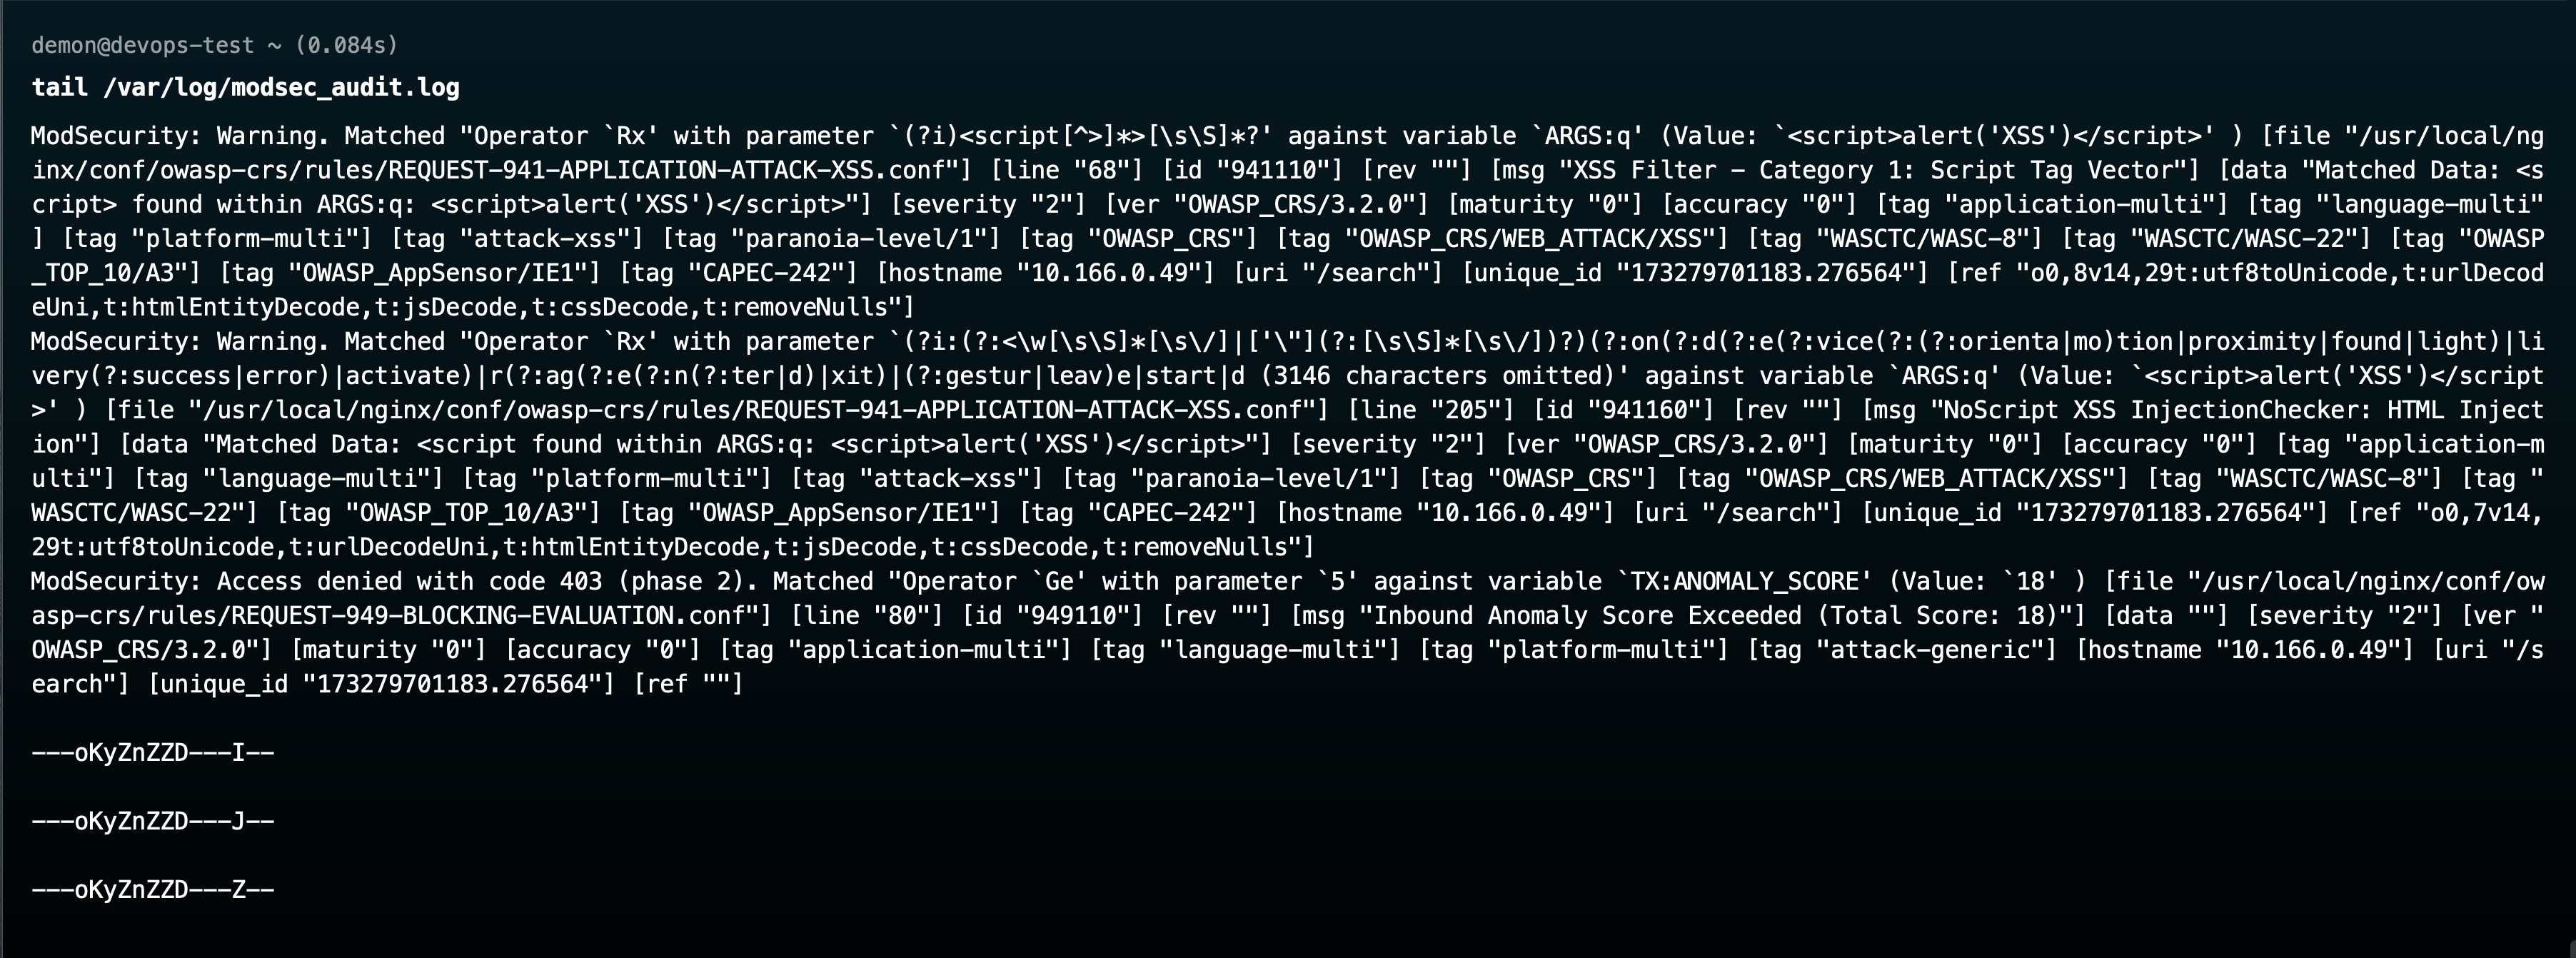 demon@devops-test ~ (0.084s)
tail /var/log/modsec_audit.log
ModSecurity: Warning. Matched "Operator `Rx' with parameter `(?i)<script[^>]*>[\s\S]*?' against variable `ARGS:q' (Value: `<script>alert('XSS')</script>' ) [file "/usr/local/ng
inx/conf/owasp-crs/rules/REQUEST-941-APPLICATION-ATTACK-XSS.conf"] [line "68"] [id "941110"] [rev ""] [msg "XSS Filter - Category 1: Script Tag Vector"] [data "Matched Data: <s
cript> found within ARGS:q: <script>alert('XSS')</script>"] [severity "2"] [ver "OWASP_CRS/3.2.0"] [maturity "0"] [accuracy "0"] [tag "application-multi"] [tag "language-multi"
] [tag "platform-multi"] [tag "attack-xss"] [tag "paranoia-level/1"] [tag "OWASP_CRS"] [tag "OWASP_CRS/WEB_ATTACK/XSS"] [tag "WASCTC/WASC-8"] [tag "WASCTC/WASC-22"] [tag "OWASP
_TOP_10/A3"] [tag "OWASP_AppSensor/IE1"] [tag "CAPEC-242"] [hostname "10.166.0.49"] [uri "/search"] [unique_id "173279701183.276564"] [ref "o0,8v14,29t:utf8toUnicode,t:urlDecod
eUni,t:htmlEntityDecode,t:jsDecode,t:cssDecode,t:removeNulls"]
ModSecurity: Warning. Matched "Operator `Rx' with parameter `(?i:(?:<\w[\s\S]*[\s\/]|['\"](?:[\s\S]*[\s\/])?)(?:on(?:d(?:e(?:vice(?:(?:orienta|mo)tion|proximity|found|light)|li
very(?:success|error)|activate)|r(?:ag(?:e(?:n(?:ter|d)|xit)|(?:gestur|leav)e|start|d (3146 characters omitted)' against variable `ARGS:q' (Value: `<script>alert('XSS')</script
>' ) [file "/usr/local/nginx/conf/owasp-crs/rules/REQUEST-941-APPLICATION-ATTACK-XSS.conf"] [line "205"] [id "941160"] [rev ""] [msg "NoScript XSS InjectionChecker: HTML Inject
ion"] [data "Matched Data: <script found within ARGS:q: <script>alert('XSS')</script>"] [severity "2"] [ver "OWASP_CRS/3.2.0"] [maturity "0"] [accuracy "0"] [tag "application-m
ulti"] [tag "language-multi"] [tag "platform-multi"] [tag "attack-xss"] [tag "paranoia-level/1"] [tag "OWASP_CRS"] [tag "OWASP_CRS/WEB_ATTACK/XSS"] [tag "WASCTC/WASC-8"] [tag "
WASCTC/WASC-22"] [tag "OWASP_TOP_10/A3"] [tag "OWASP_AppSensor/IE1"] [tag "CAPEC-242"] [hostname "10.166.0.49"] [uri "/search"] [unique_id "173279701183.276564"] [ref "o0,7v14,
29t:utf8toUnicode,t:urlDecodeUni,t:htmlEntityDecode,t:jsDecode,t:cssDecode,t:removeNulls"]
ModSecurity: Access denied with code 403 (phase 2). Matched "Operator `Ge' with parameter `5' against variable `TX:ANOMALY_SCORE' (Value: `18' ) [file "/usr/local/nginx/conf/ow
asp-crs/rules/REQUEST-949-BLOCKING-EVALUATION.conf"] [line "80"] [id "949110"] [rev ""] [msg "Inbound Anomaly Score Exceeded (Total Score: 18)"] [data ""] [severity "2"] [ver "
OWASP_CRS/3.2.0"] [maturity "0"] [accuracy "0"] [tag "application-multi"] [tag "language-multi"] [tag "platform-multi"] [tag "attack-generic"] [hostname "10.166.0.49"] [uri "/s
earch"] [unique_id "173279701183.276564"] [ref ""]
---oKyZnZZD---I--
---oKyZnZZD---J--
---oKyZnZZD---Z--